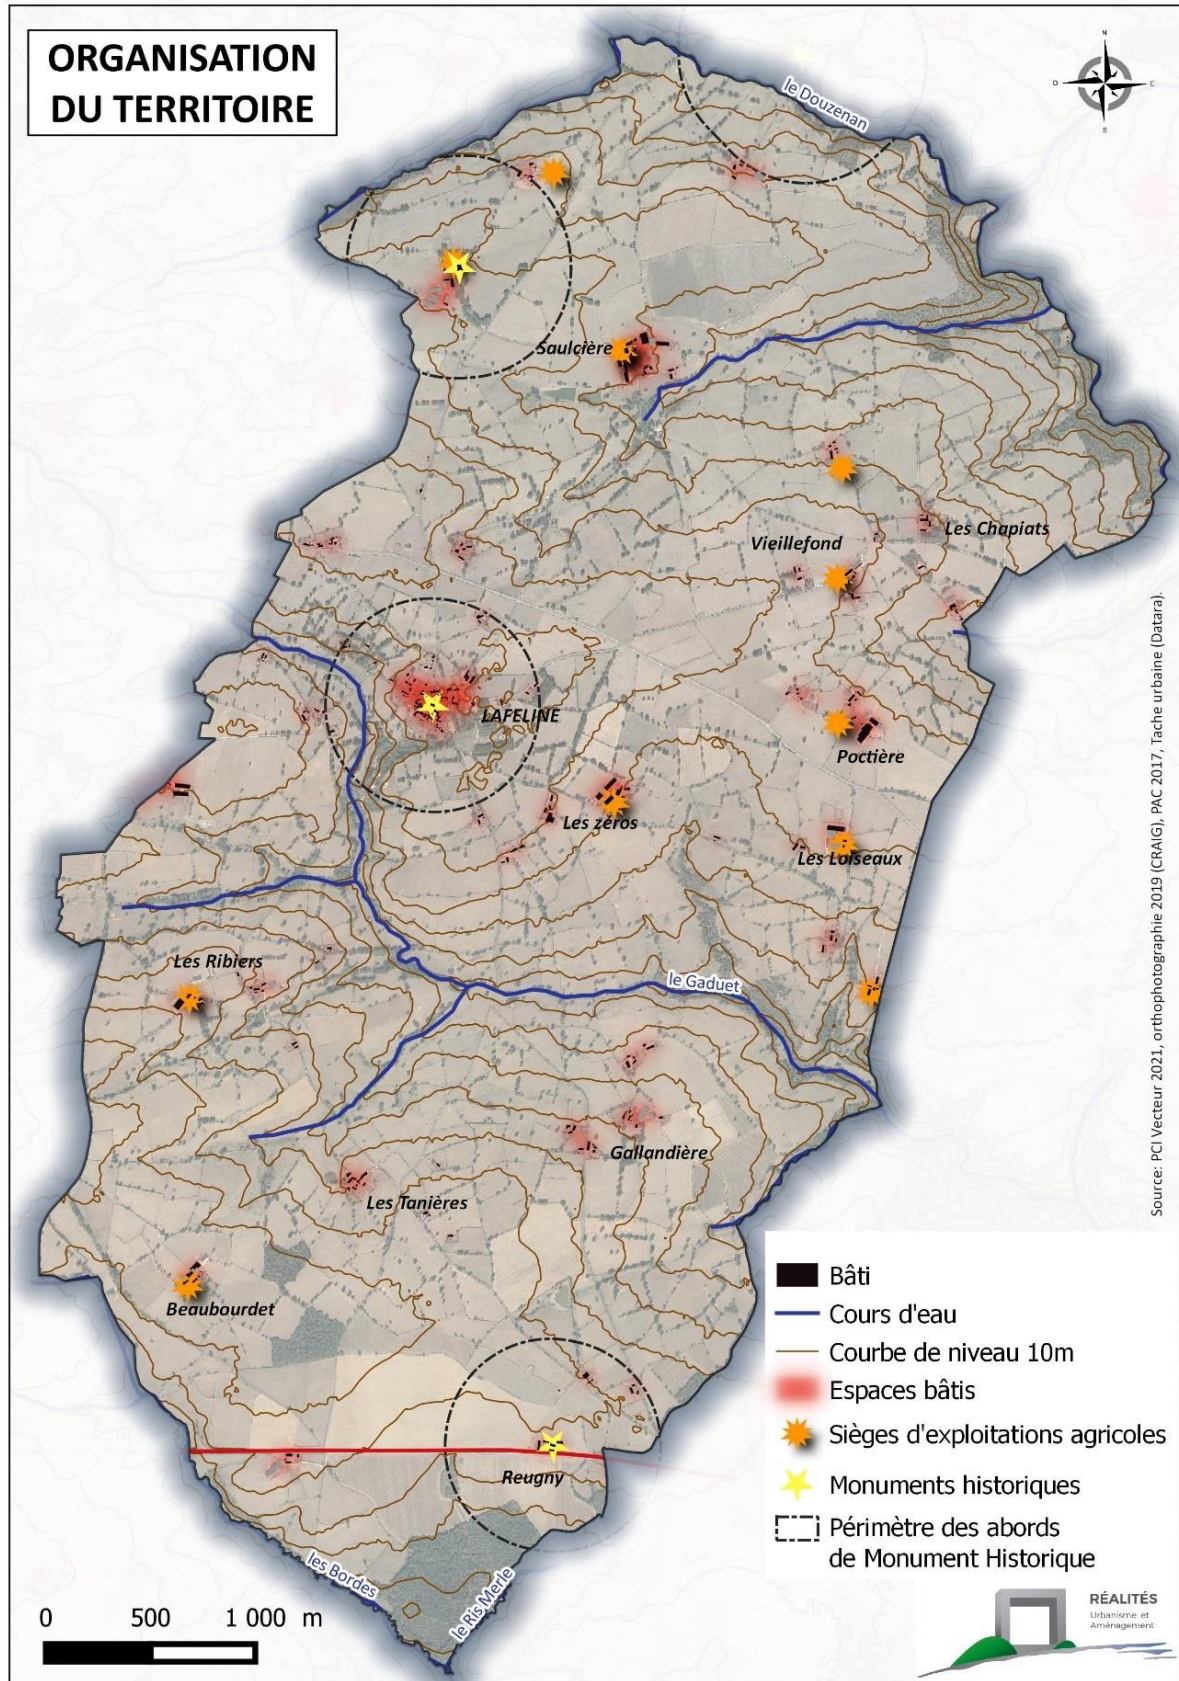 ORGANISATION
DU TERRITOIRE
N
O
E
S
le Douzenan
Saulcière
Les Chapiats
Vieillefond
LAFELINE
Poctière
Les zéros
Les Loiseaux
Les Ribiers
le Gaduet
Gallandière
Les Tanières
Beaubourdet
Reugny
les Bordes
le Ris Merle
Source: PCI Vecteur 2021, orthophotographie 2019 (CRAIG), PAC 2017, Tache urbaine (Datara).
Bâti
Cours d'eau
Courbe de niveau 10m
Espaces bâtis
Sièges d'exploitations agricoles
Monuments historiques
Périmètre des abords
de Monument Historique
0 500 1 000 m
RÉALITÉS
Urbanisme et
Aménagement